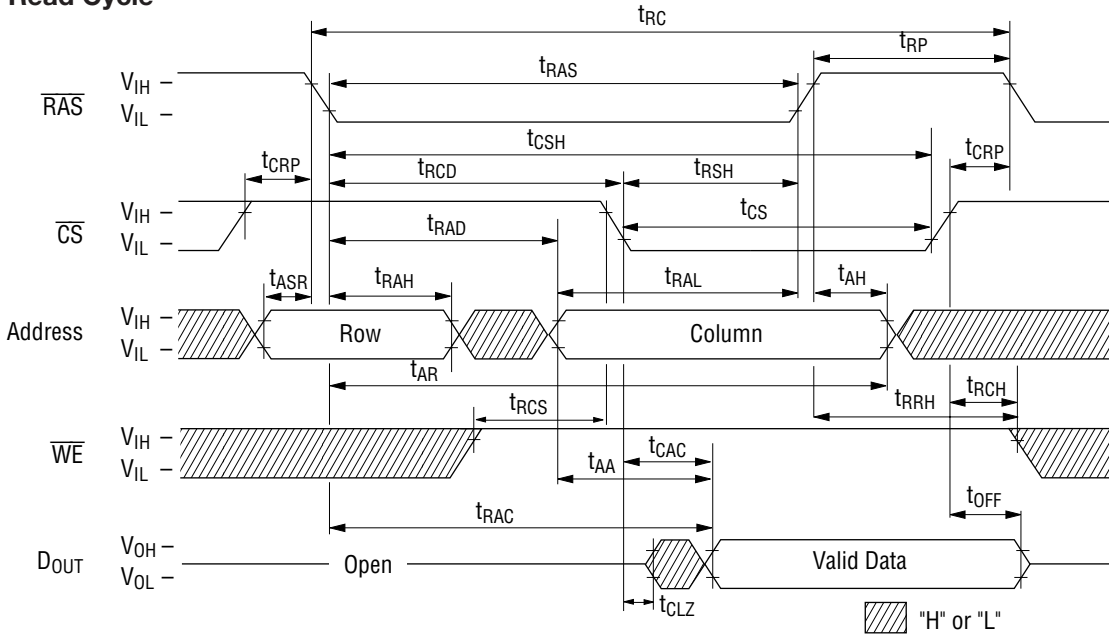 Read Cycle
tRC
tRP
tRAS
RAS
VIH
VIL
tCSH
tCRP
tRCD
tRSH
tCRP
CS
VIH
VIL
tRAD
tCS
tASR
tRAH
tRAL
tAH
Address
VIH
VIL
Row
Column
tAR
tRCS
tRRH
tRCH
WE
VIH
VIL
tCAC
tAA
tOFF
tRAC
DOUT
VOH
VOL
Open
Valid Data
tCLZ
"H" or "L"